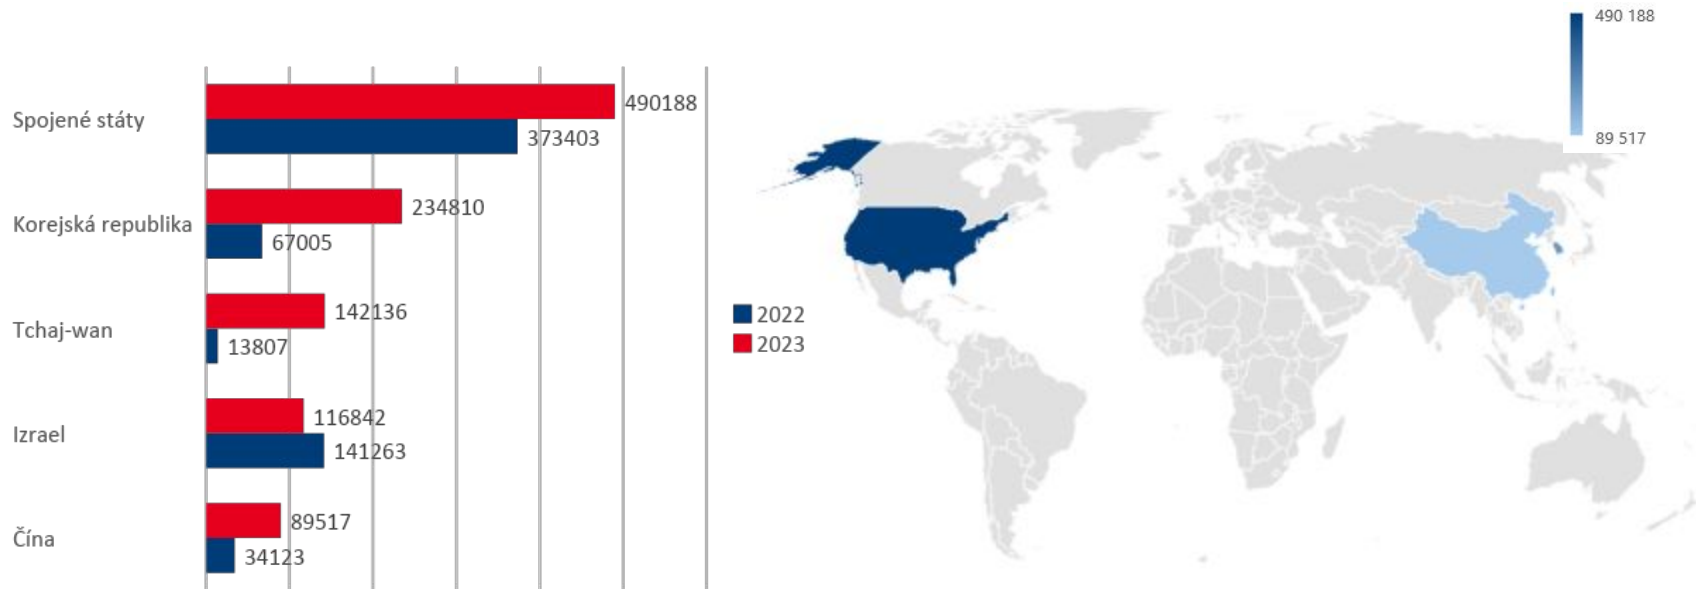 Spojené státy
490188
373403
Korejská republika
234810
67005
Tchaj-wan
142136
13807
Izrael
116842
141263
Čína
89517
34123
2022
2023
490 188
89 517